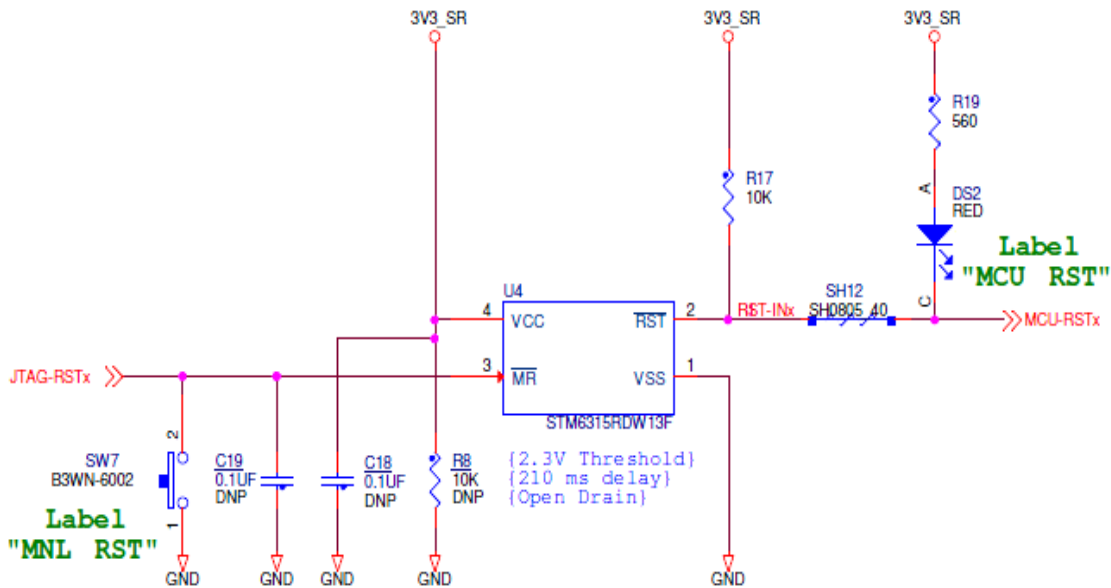 3V3_SR
3V3_SR
3V3_SR
R19
560
R17
10K
A
DS2
RED
Label
"MCU RST"
C
U4
4
VCC
RST
2
RST-INx
SH12
SH0805_40
MCU-RSTx
JTAG-RSTx
3
MR
VSS
1
STM6315RDW13F
2
SW7
B3WN-6002
1
C19
0.1UF
DNP
C18
0.1UF
DNP
R8
10K
DNP
{2.3V Threshold}
{210 ms delay}
{Open Drain}
Label
"MNL RST"
GND
GND
GND
GND
GND